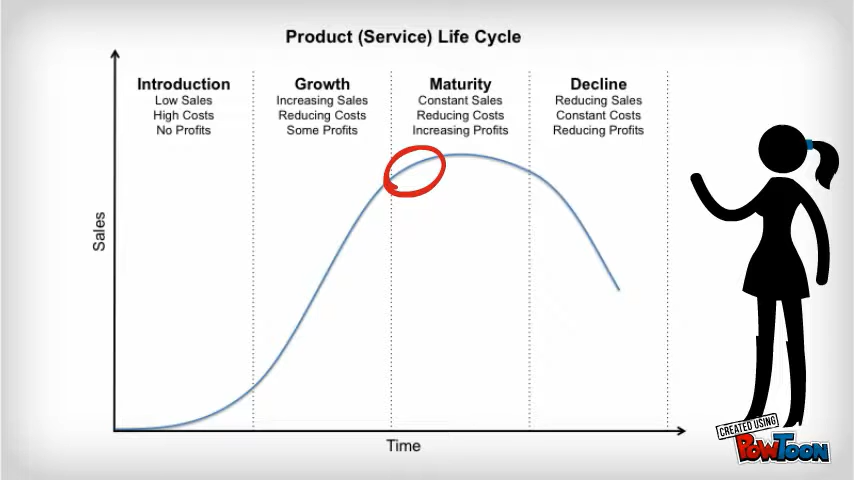 Product (Service) Life Cycle
Introduction
Low Sales
High Costs
No Profits
Growth
Increasing Sales
Reducing Costs
Some Profits
Maturity
Constant Sales
Reducing Costs
Increasing Profits
Decline
Reducing Sales
Constant Costs
Reducing Profits
Sales
Time
CREATED USING
POWTOON